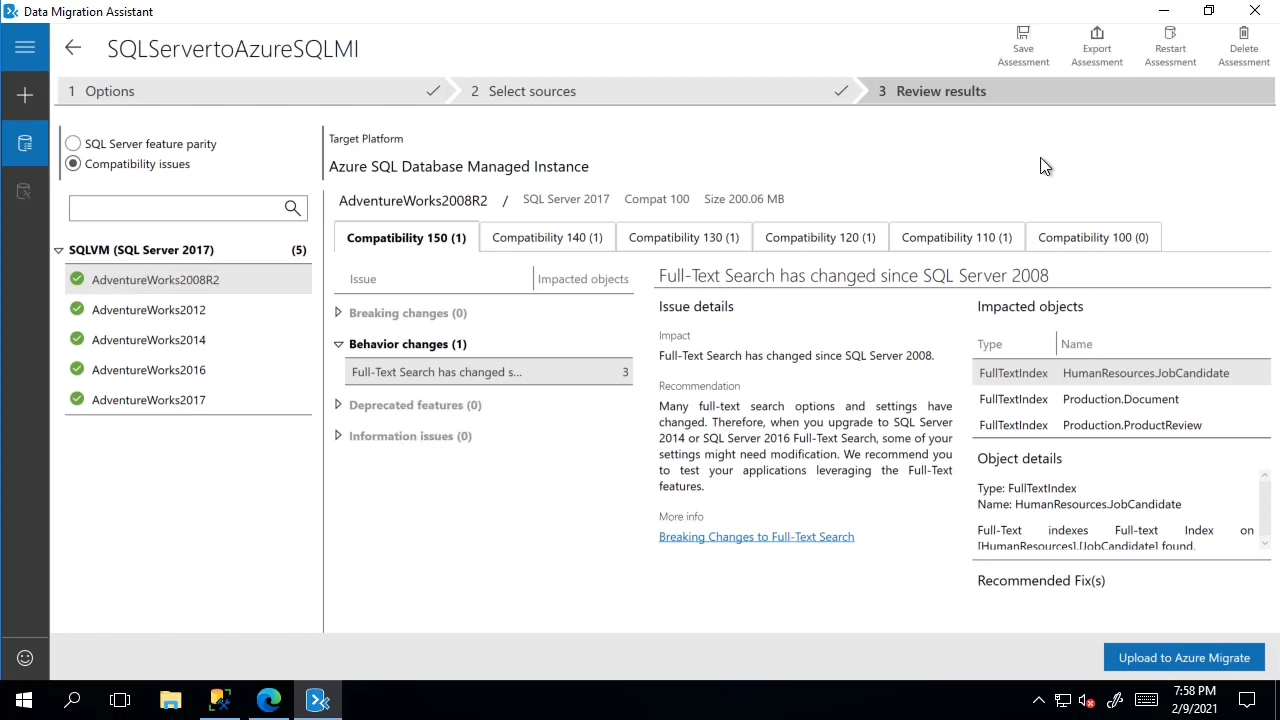 Data Migration Assistant
SQLServertoAzureSQLMI
Save Assessment
Export Assessment
Restart Assessment
Delete Assessment
1 Options
2 Select sources
3 Review results
SQL Server feature parity
Compatibility issues
SQLVM (SQL Server 2017) (5)
AdventureWorks2008R2
AdventureWorks2012
AdventureWorks2014
AdventureWorks2016
AdventureWorks2017
Target Platform
Azure SQL Database Managed Instance
AdventureWorks2008R2 / SQL Server 2017 Compat 100 Size 200.06 MB
Compatibility 150 (1)
Compatibility 140 (1)
Compatibility 130 (1)
Compatibility 120 (1)
Compatibility 110 (1)
Compatibility 100 (0)
Issue Impacted objects
Breaking changes (0)
Behavior changes (1)
Full-Text Search has changed s... 3
Deprecated features (0)
Information issues (0)
Full-Text Search has changed since SQL Server 2008
Issue details
Impact
Full-Text Search has changed since SQL Server 2008.
Recommendation
Many full-text search options and settings have
changed. Therefore, when you upgrade to SQL Server
2014 or SQL Server 2016 Full-Text Search, some of your
settings might need modification. We recommend you
to test your applications leveraging the Full-Text
features.
More info
Breaking Changes to Full-Text Search
Impacted objects
Type Name
FullTextIndex HumanResources.JobCandidate
FullTextIndex Production.Document
FullTextIndex Production.ProductReview
Object details
Type: FullTextIndex
Name: HumanResources.JobCandidate
Full-Text indexes Full-text Index on
[HumanResources].[JobCandidate] found.
Recommended Fix(s)
Upload to Azure Migrate
7:58 PM
2/9/2021